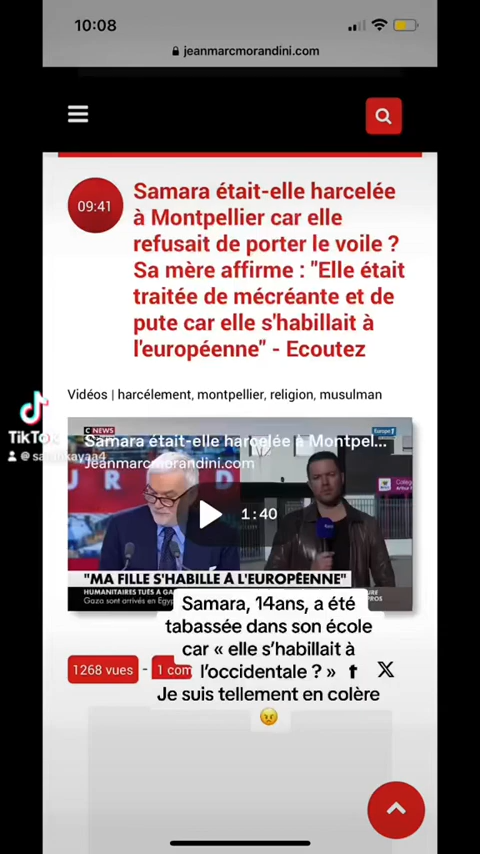 10:08
jeanmarcmorandini.com
09:41
Samara était-elle harcelée
à Montpellier car elle
refusait de porter le voile ?
Sa mère affirme : "Elle était
traitée de mécréante et de
pute car elle s'habillait à
l'européenne" - Ecoutez
Vidéos | harcélement, montpellier, religion, musulman
TikTok
C NEWS
Europe 1
Samara était-elle harcelée à Montpel...
Jeanmarcmorandini.com
1:40
"MA FILLE S'HABILLE À L'EUROPÉENNE"
HUMANITAIRES TUÉS À GA
Gaza sont arrivés en Egyp
Samara, 14ans, a été
tabassée dans son école
car « elle s'habillait à
l'occidentale ? »
Je suis tellement en colère 😠
1268 vues - 1 com